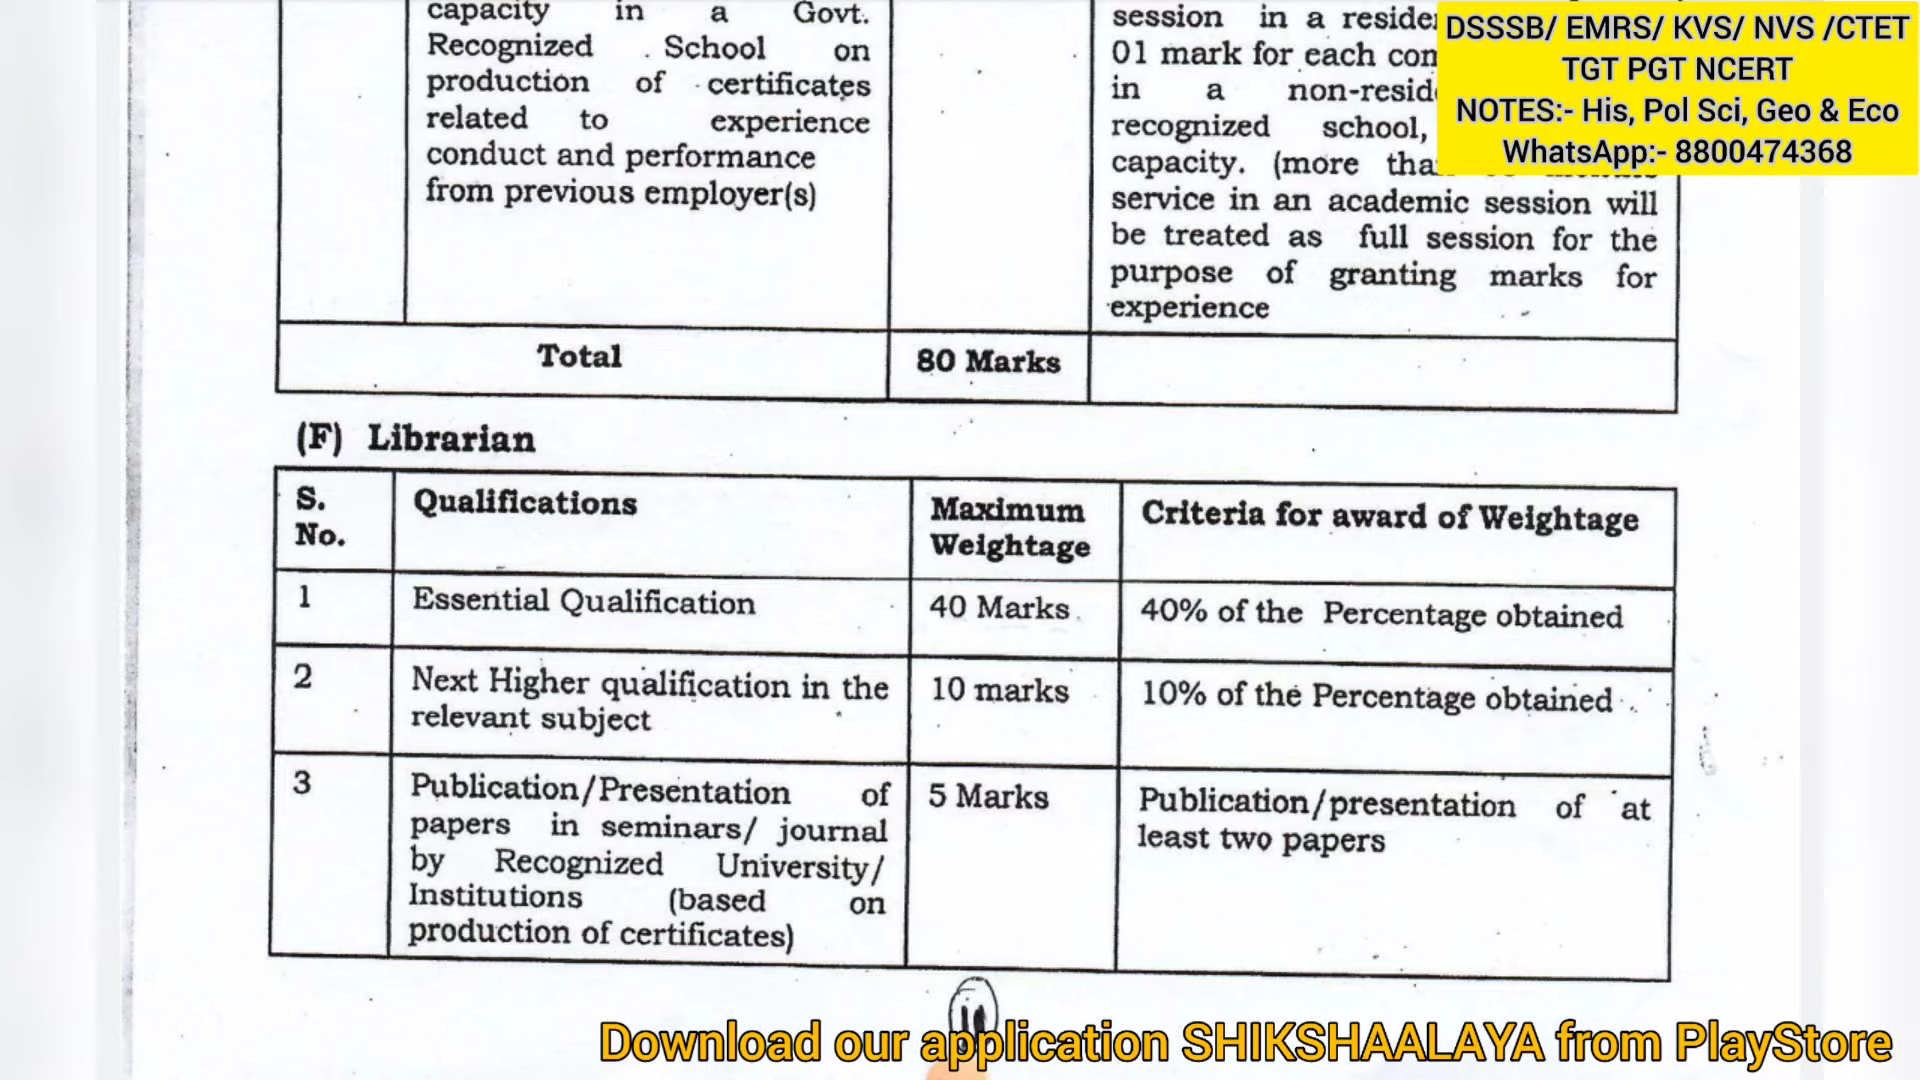 capacity in a Govt.
Recognized School on
production of certificates
related to experience
conduct and performance
from previous employer(s)
session in a
01 mark for each
in a
recognized school,
capacity. (more
service in an academic session will
be treated as full session for the
purpose of granting marks for
experience
DSSSB/ EMRS/ KVS/ NVS /CTET
TGT PGT NCERT
NOTES:- His, Pol Sci, Geo & Eco
WhatsApp:- 8800474368
Total 80 Marks
(F) Librarian
S. No.
Qualifications
Maximum
Weightage
Criteria for award of Weightage
1 Essential Qualification 40 Marks 40% of the Percentage obtained
2 Next Higher qualification in the
relevant subject
10 marks 10% of the Percentage obtained
3 Publication/Presentation of
papers in seminars/ journal
by Recognized University/
Institutions (based on
production of certificates)
5 Marks
Publication/presentation of at
least two papers
Download our application SHIKSHAALAYA from PlayStore